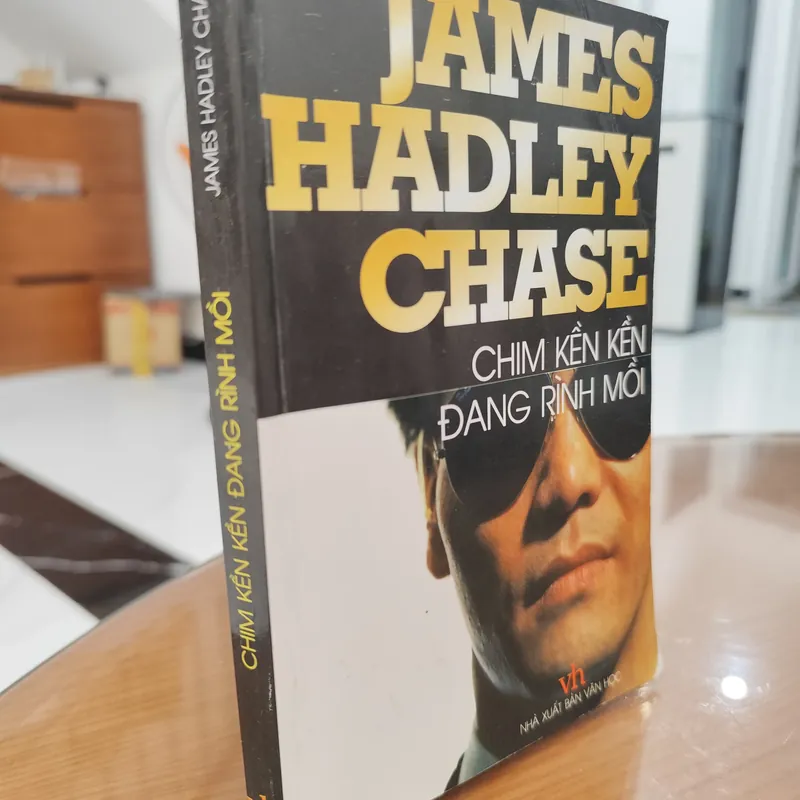 JAMES
HADLEY
CHASE
CHIM KỀN KỀN
ĐANG RÌNH MỒI
vh
NHÀ XUẤT BẢN VĂN HỌC
JAMES HADLEY CHA
CHIM KỀN KỀN ĐANG RÌNH MỒI